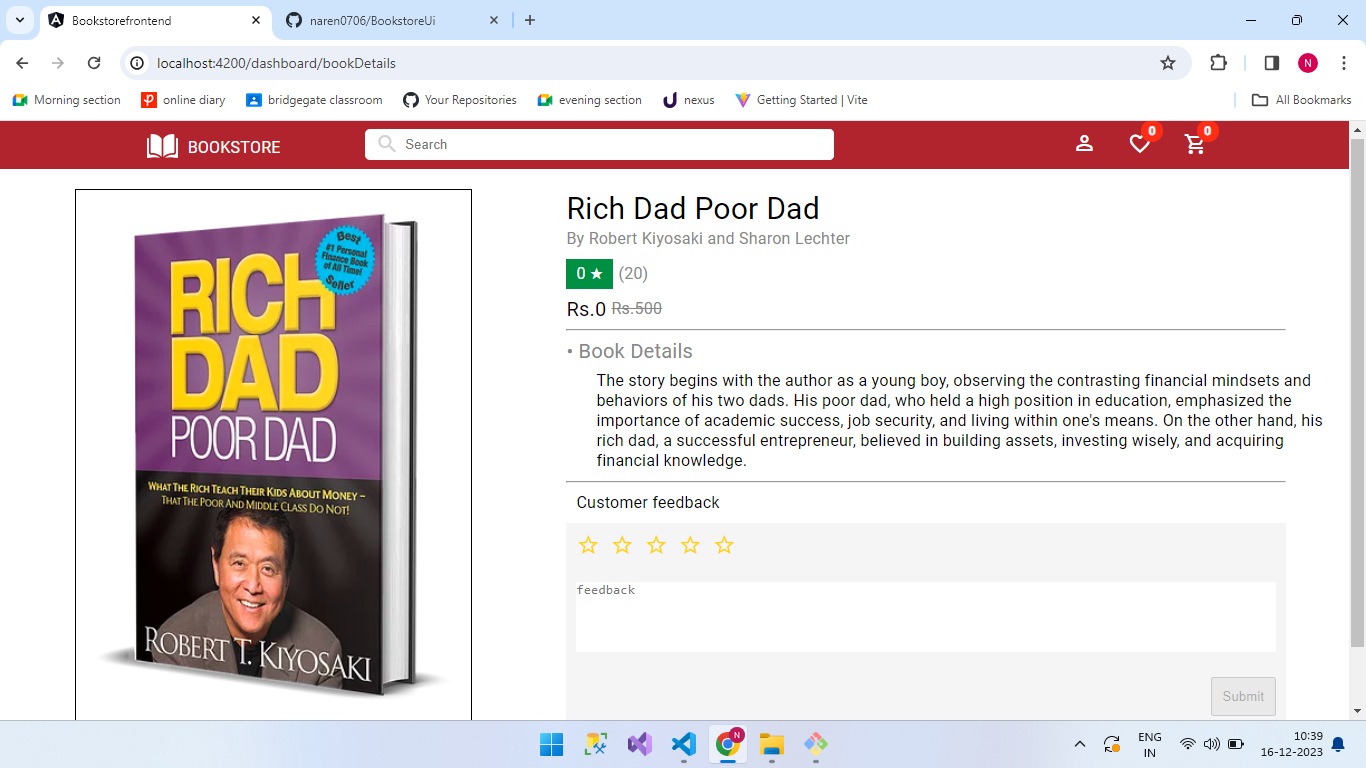 Bookstorefrontend
naren0706/BookstoreUi
localhost:4200/dashboard/bookDetails
N
Morning section
online diary
bridgegate classroom
Your Repositories
evening section
nexus
Getting Started | Vite
All Bookmarks
BOOKSTORE
Search
0
0
Best
#1 Personal
Finance Book
of All Time!
Seller
RICH
DAD
POOR DAD
WHAT THE RICH TEACH THEIR KIDS ABOUT MONEY –
THAT THE POOR AND MIDDLE CLASS DO NOT!
ROBERT T. KIYOSAKI
Rich Dad Poor Dad
By Robert Kiyosaki and Sharon Lechter
0 ★ (20)
Rs.0 Rs.500
• Book Details
The story begins with the author as a young boy, observing the contrasting financial mindsets and
behaviors of his two dads. His poor dad, who held a high position in education, emphasized the
importance of academic success, job security, and living within one's means. On the other hand, his
rich dad, a successful entrepreneur, believed in building assets, investing wisely, and acquiring
financial knowledge.
Customer feedback
feedback
Submit
N
ENG
IN
10:39
16-12-2023